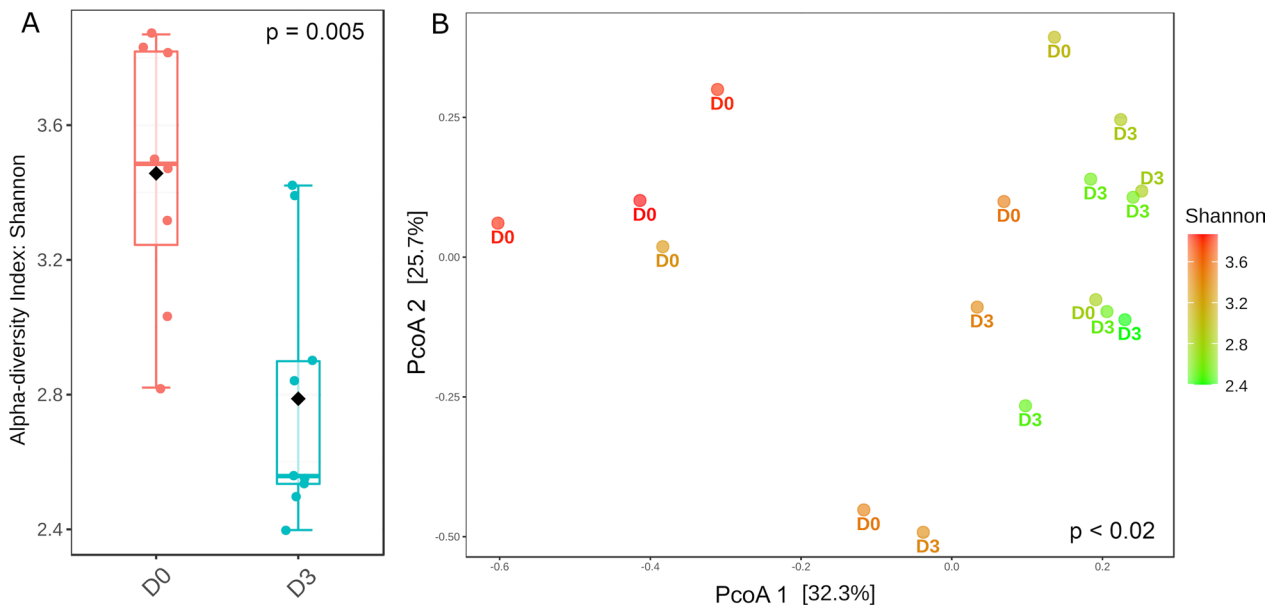 A
p = 0.005
Alpha-diversity Index: Shannon
3.6
3.2
2.8
2.4
D0
D3
B
PcoA 2 [25.7%]
0.25
0.00
-0.25
-0.50
D0
D0
D3
D3
D3
D3
D0
D0
D0
D0
D3
D0
D3
D3
D3
D0
D3
p < 0.02
-0.6
-0.4
-0.2
0.0
0.2
PcoA 1 [32.3%]
Shannon
3.6
3.2
2.8
2.4